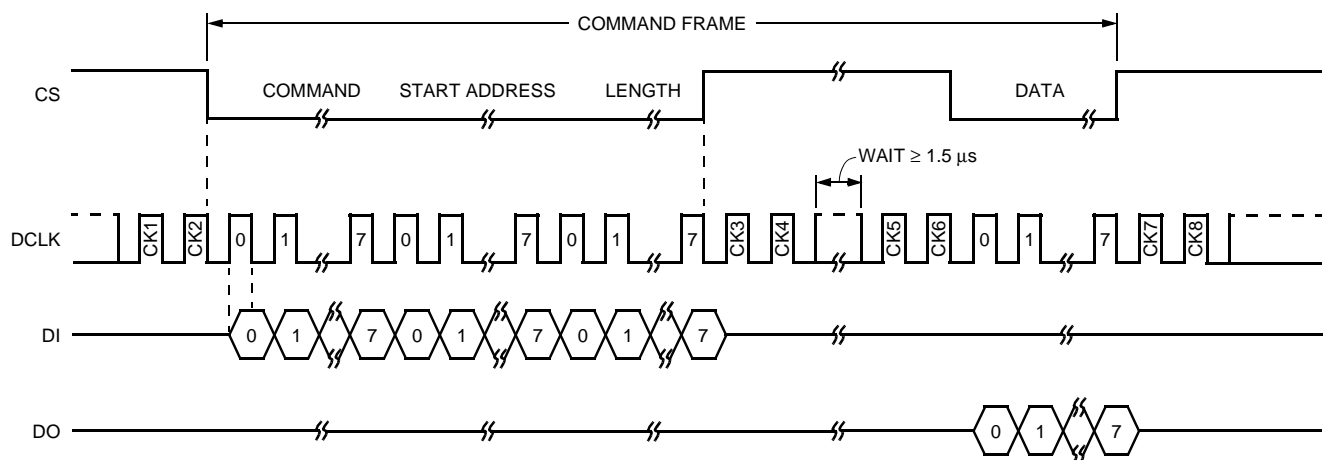 COMMAND FRAME
CS COMMAND START ADDRESS LENGTH DATA
WAIT ≥ 1.5 µs
DCLK CK1 CK2 0 1 7 0 1 7 0 1 7 CK3 CK4 CK5 CK6 0 1 7 CK7 CK8
DI 0 1 7 0 1 7 0 1 7
DO 0 1 7